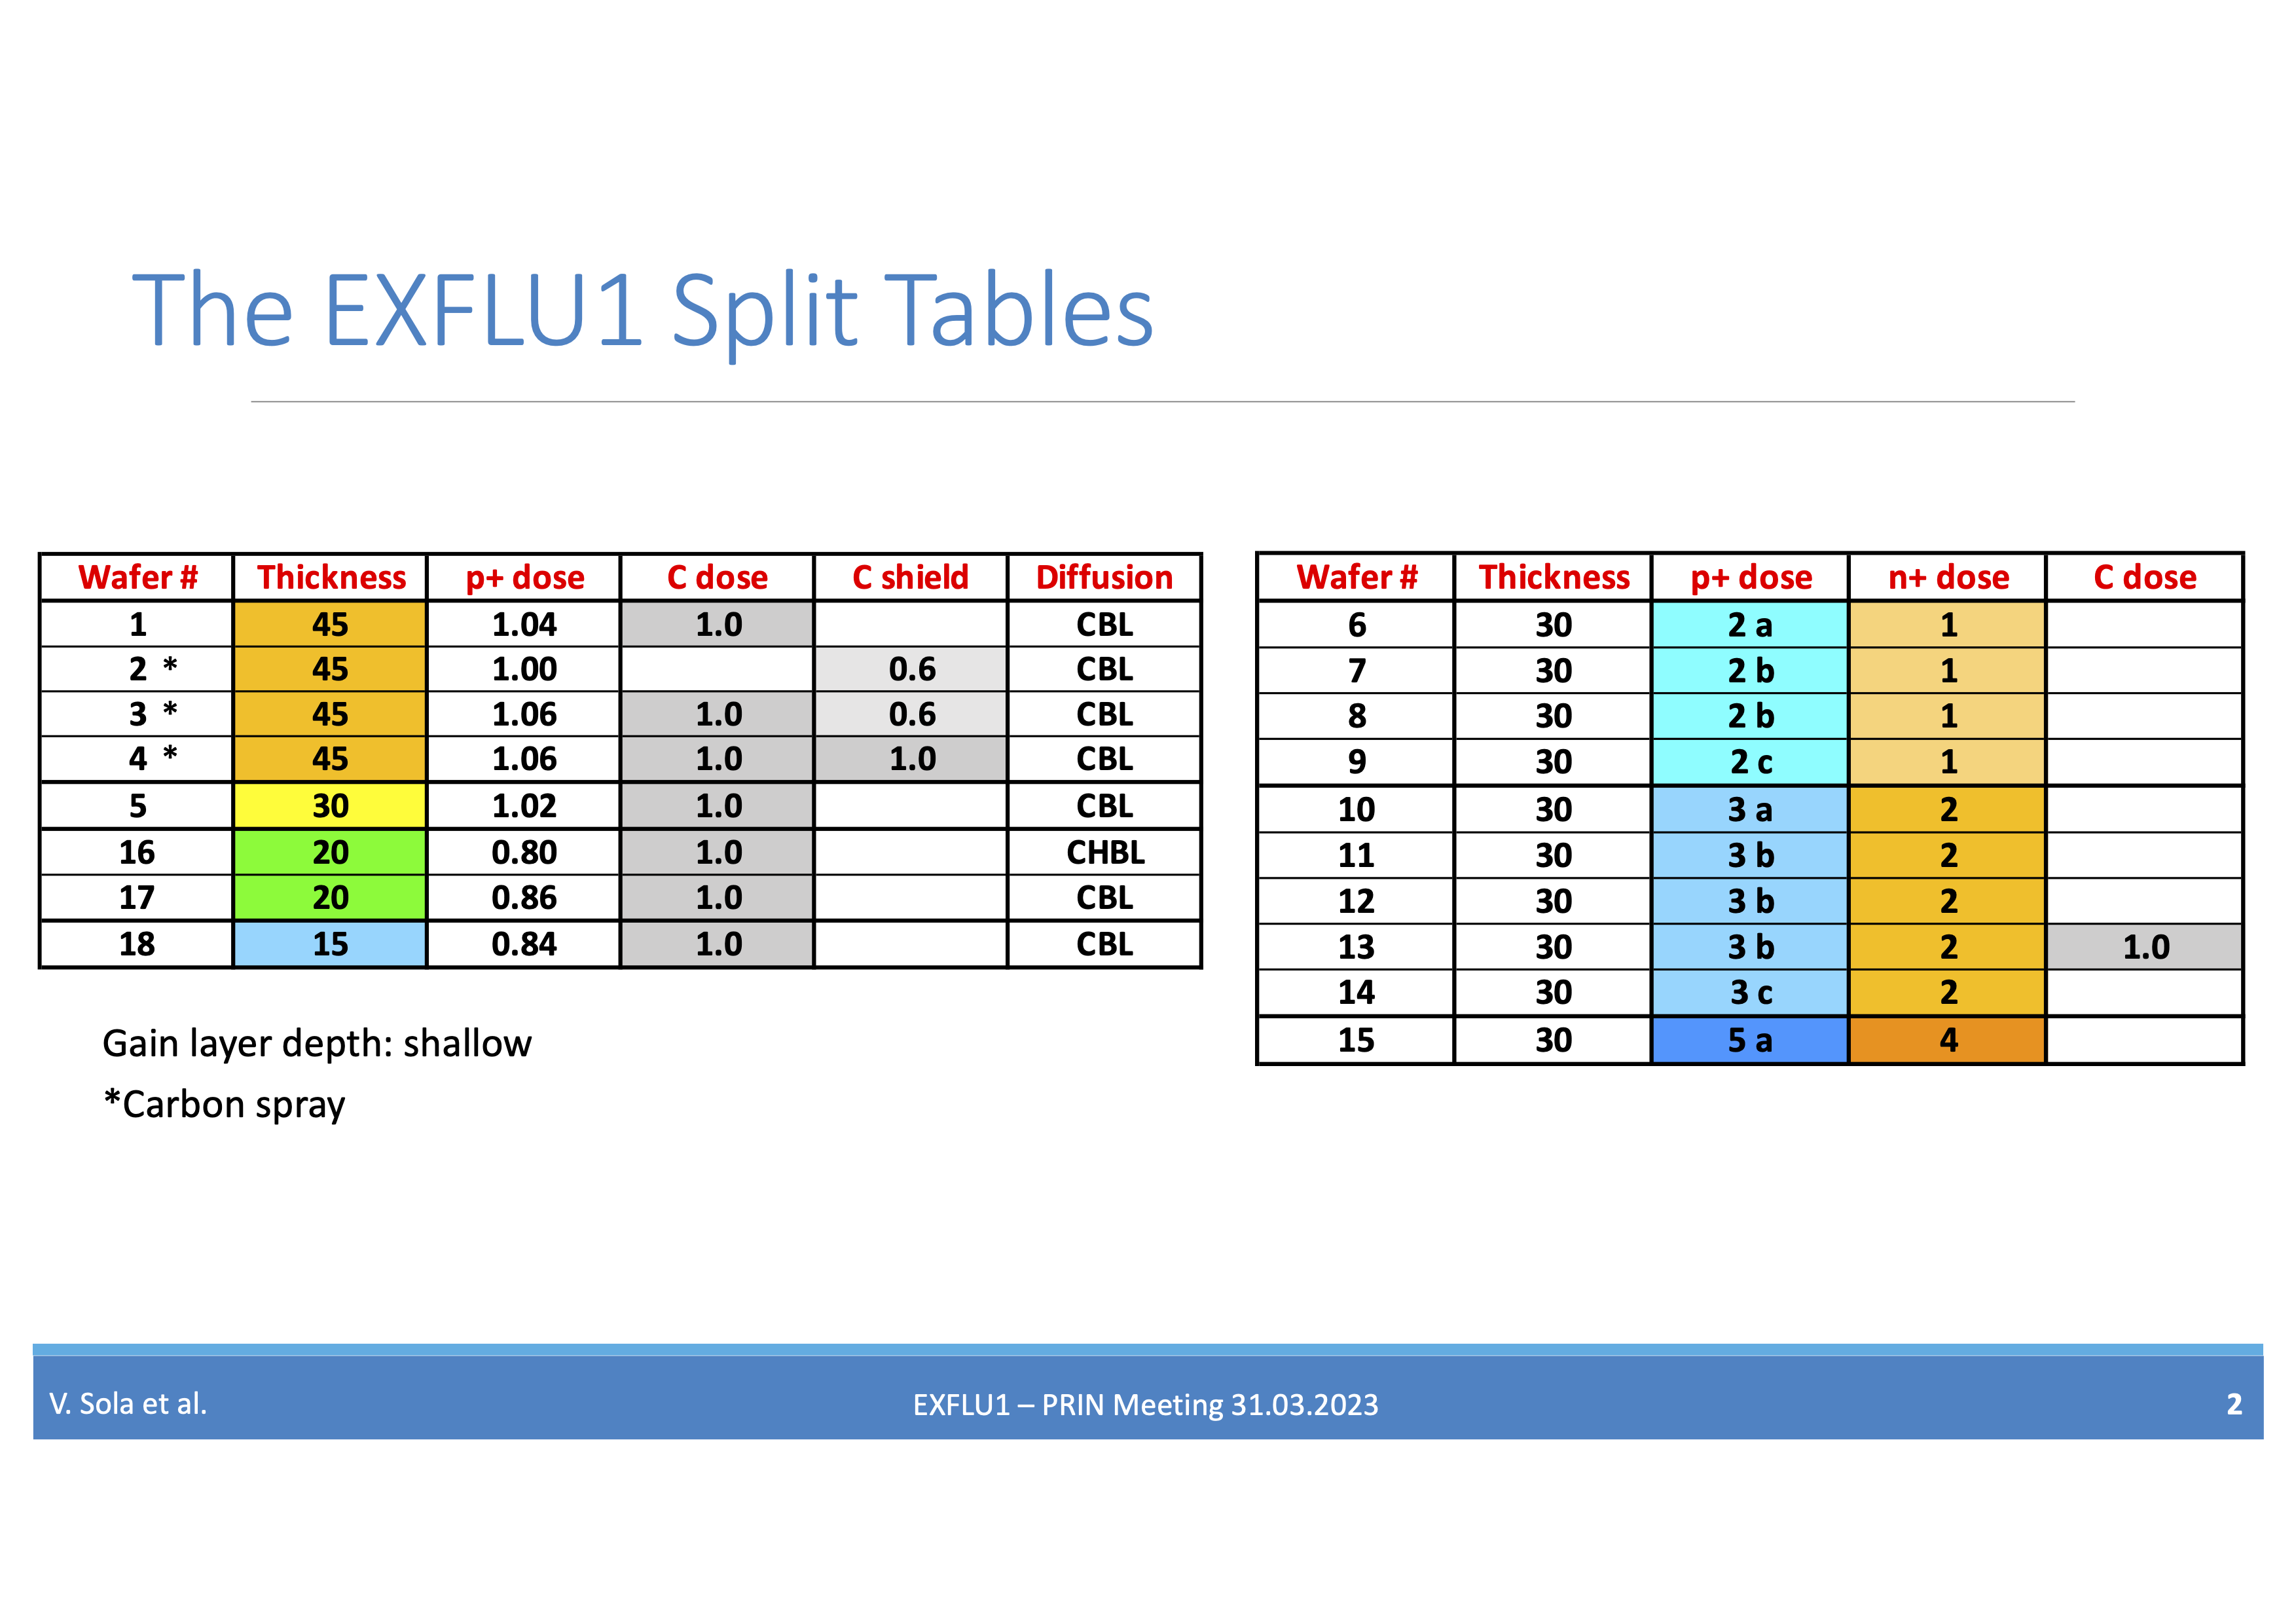 The EXFLU1 Split Tables
Wafer # Thickness p+ dose C dose C shield Diffusion
1 45 1.04 1.0 CBL
2 * 45 1.00 0.6 CBL
3 * 45 1.06 1.0 0.6 CBL
4 * 45 1.06 1.0 1.0 CBL
5 30 1.02 1.0 CBL
16 20 0.80 1.0 CHBL
17 20 0.86 1.0 CBL
18 15 0.84 1.0 CBL
Gain layer depth: shallow
*Carbon spray
Wafer # Thickness p+ dose n+ dose C dose
6 30 2 a 1
7 30 2 b 1
8 30 2 b 1
9 30 2 c 1
10 30 3 a 2
11 30 3 b 2
12 30 3 b 2
13 30 3 b 2 1.0
14 30 3 c 2
15 30 5 a 4
V. Sola et al. EXFLU1 – PRIN Meeting 31.03.2023 2